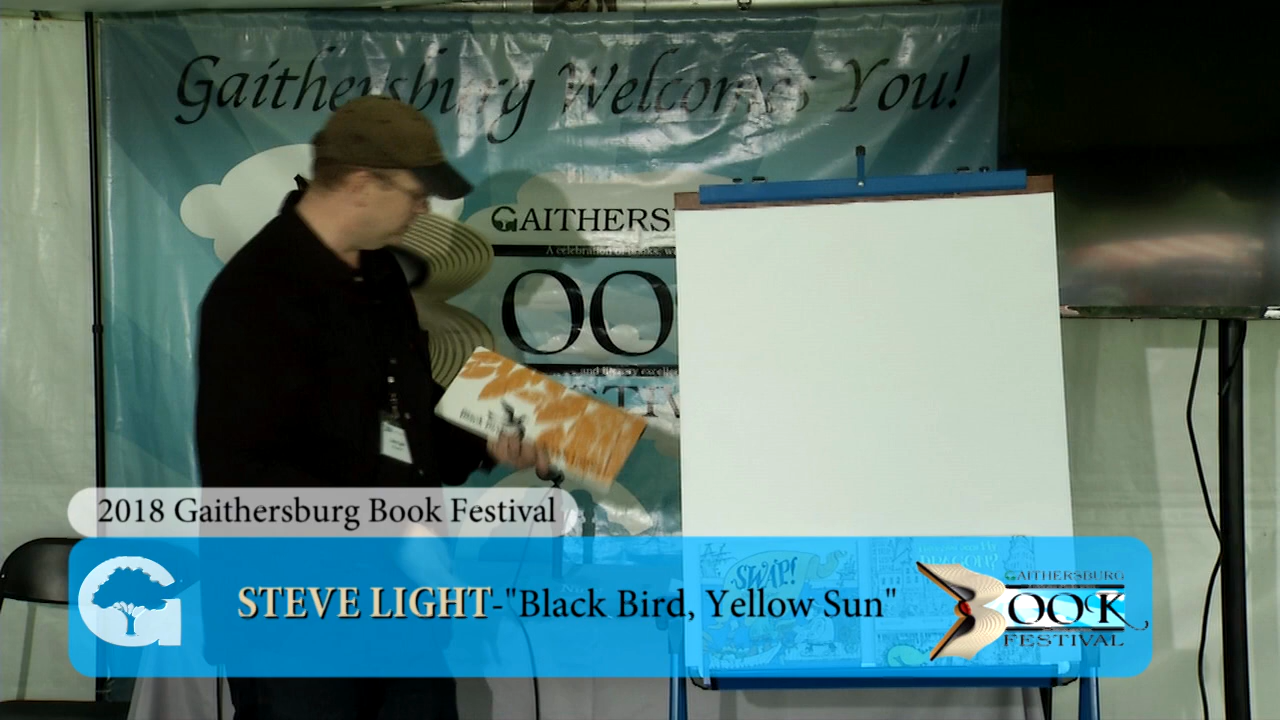 Gaithersburg Welcomes You!
GAITHERS
A celebration of books, w
OO
and literary excelle
2018 Gaithersburg Book Festival
SWAP!
STEVE LIGHT-"Black Bird, Yellow Sun"
GAITHERSBURG
BOOK
FESTIVAL